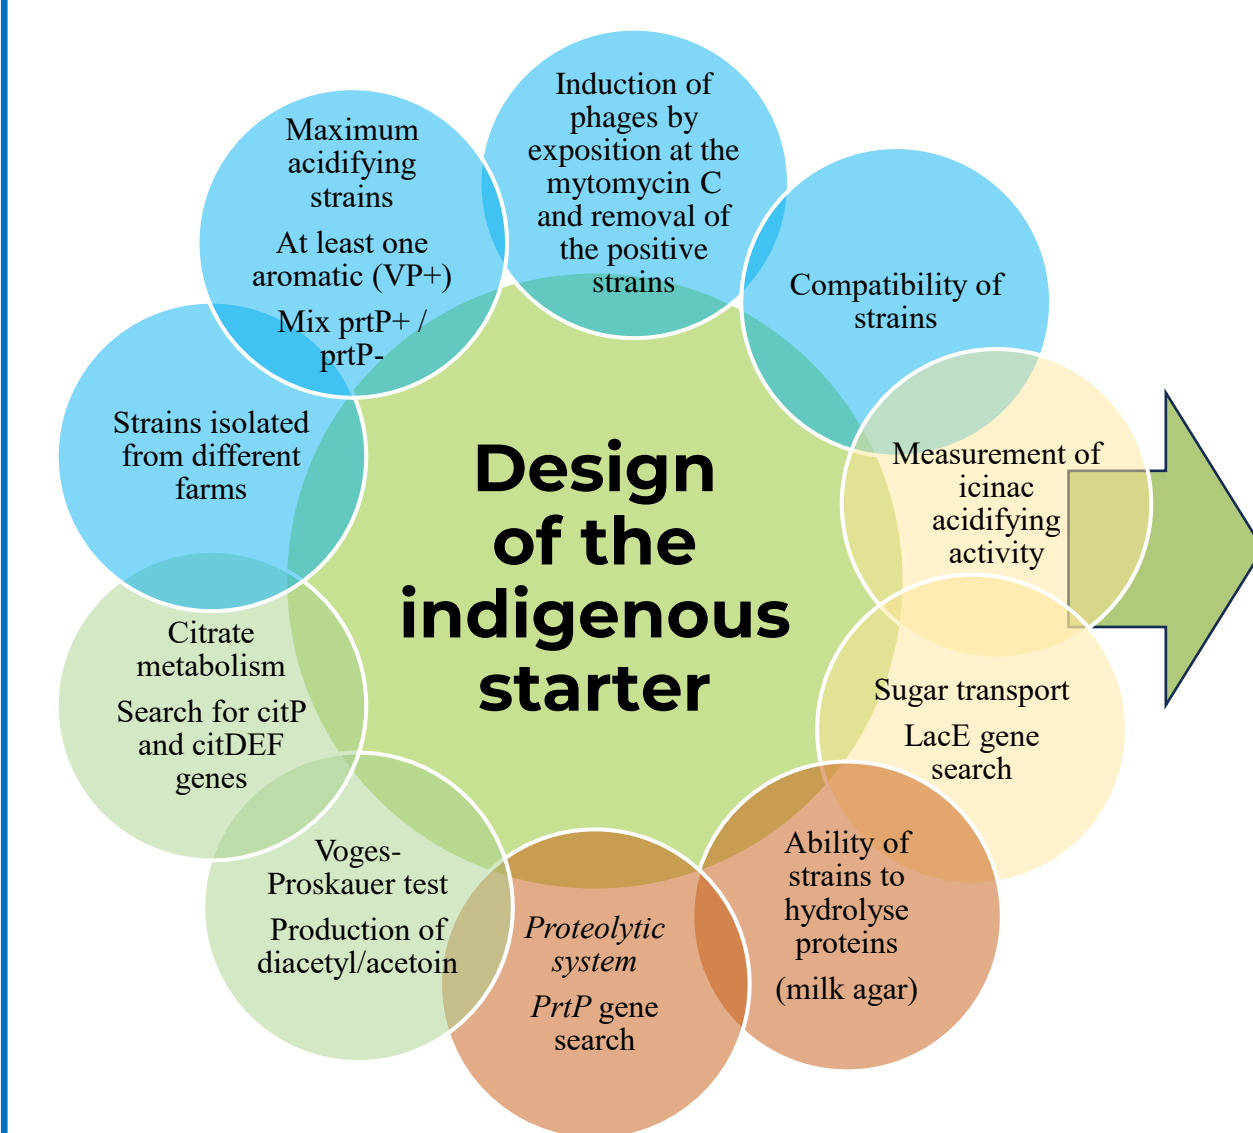 Induction of
phages by
exposition at the
mytomycin C
and removal of
the positive
strains
Compatibility of
strains
Measurement of
icinac
acidifying
activity
Sugar transport
LacE gene
search
Ability of
strains to
hydrolyse
proteins
(milk agar)
Proteolytic
system
PrtP gene
search
Voges-
Proskauer test
Production of
diacetyl/acetoin
Citrate
metabolism
Search for citP
and citDEF
genes
Strains isolated
from different
farms
Maximum
acidifying
strains
At least one
aromatic (VP+)
Mix prtP+ /
prtP-
Design
of the
indigenous
starter